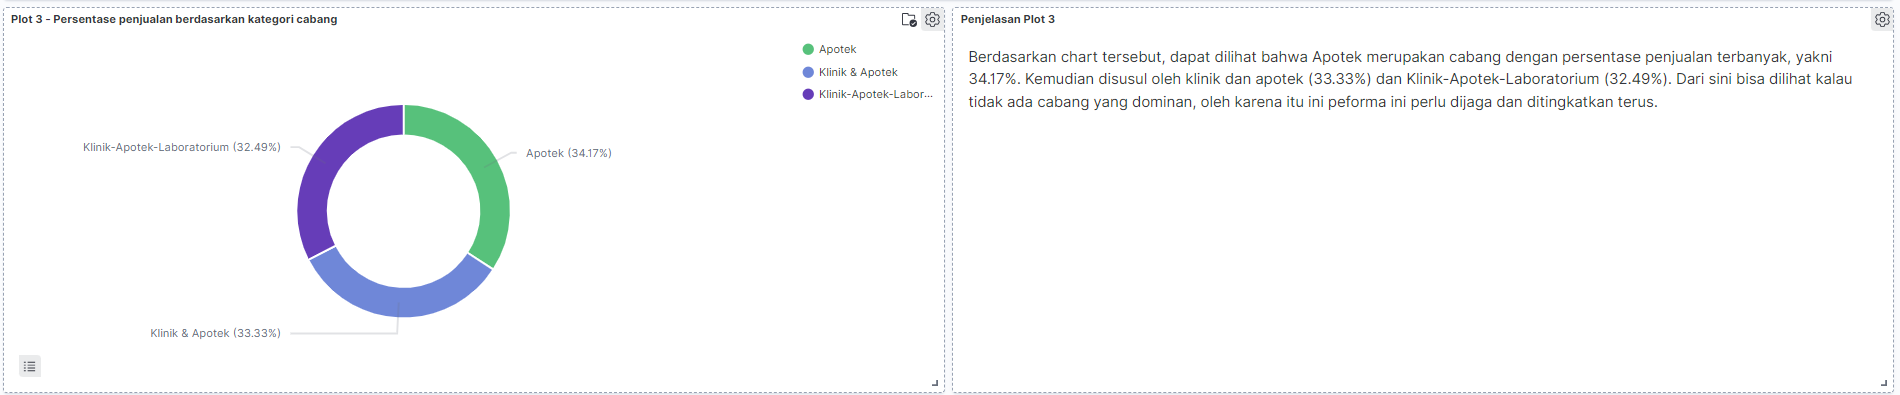 Plot 3 - Persentase penjualan berdasarkan kategori cabang
Apotek
Klinik & Apotek
Klinik-Apotek-Labor...
Klinik-Apotek-Laboratorium (32.49%)
Apotek (34.17%)
Klinik & Apotek (33.33%)
Penjelasan Plot 3
Berdasarkan chart tersebut, dapat dilihat bahwa Apotek merupakan cabang dengan persentase penjualan terbanyak, yakni
34.17%. Kemudian disusul oleh klinik dan apotek (33.33%) dan Klinik-Apotek-Laboratorium (32.49%). Dari sini bisa dilihat kalau
tidak ada cabang yang dominan, oleh karena itu ini peforma ini perlu dijaga dan ditingkatkan terus.